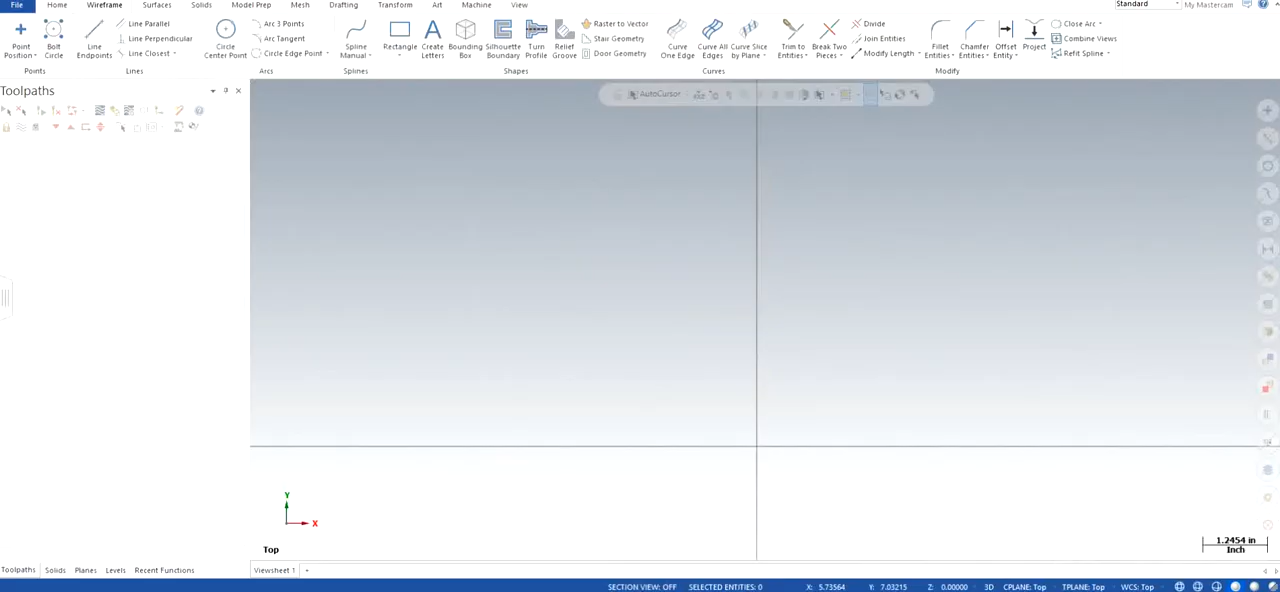 File Home Wireframe Surfaces Solids Model Prep Mesh Drafting Transform Art Machine View Standard My Mastercam
Point Position Bolt Circle Line Endpoints Line Parallel Line Perpendicular Line Closest Circle Center Point Arc 3 Points Arc Tangent Circle Edge Point Spline Manual Rectangle Create Letters Bounding Box Silhouette Boundary Turn Profile Relief Groove Raster to Vector Stair Geometry Door Geometry Curve One Edge Curve All Edges Curve Slice by Plane Trim to Entities Break Two Pieces Divide Join Entities Modify Length Fillet Entities Chamfer Entities Offset Entity Project Close Arc Combine Views Refit Spline
Points Lines Arcs Splines Shapes Curves Modify
Toolpaths
AutoCursor
Y
X
Top
1.2454 in
Inch
Toolpaths Solids Planes Levels Recent Functions Viewsheet 1 +
SECTION VIEW: OFF SELECTED ENTITIES: 0 X: 5.73564 Y: 7.03215 Z: 0.00000 3D CPLANE: Top TPLANE: Top WCS: Top